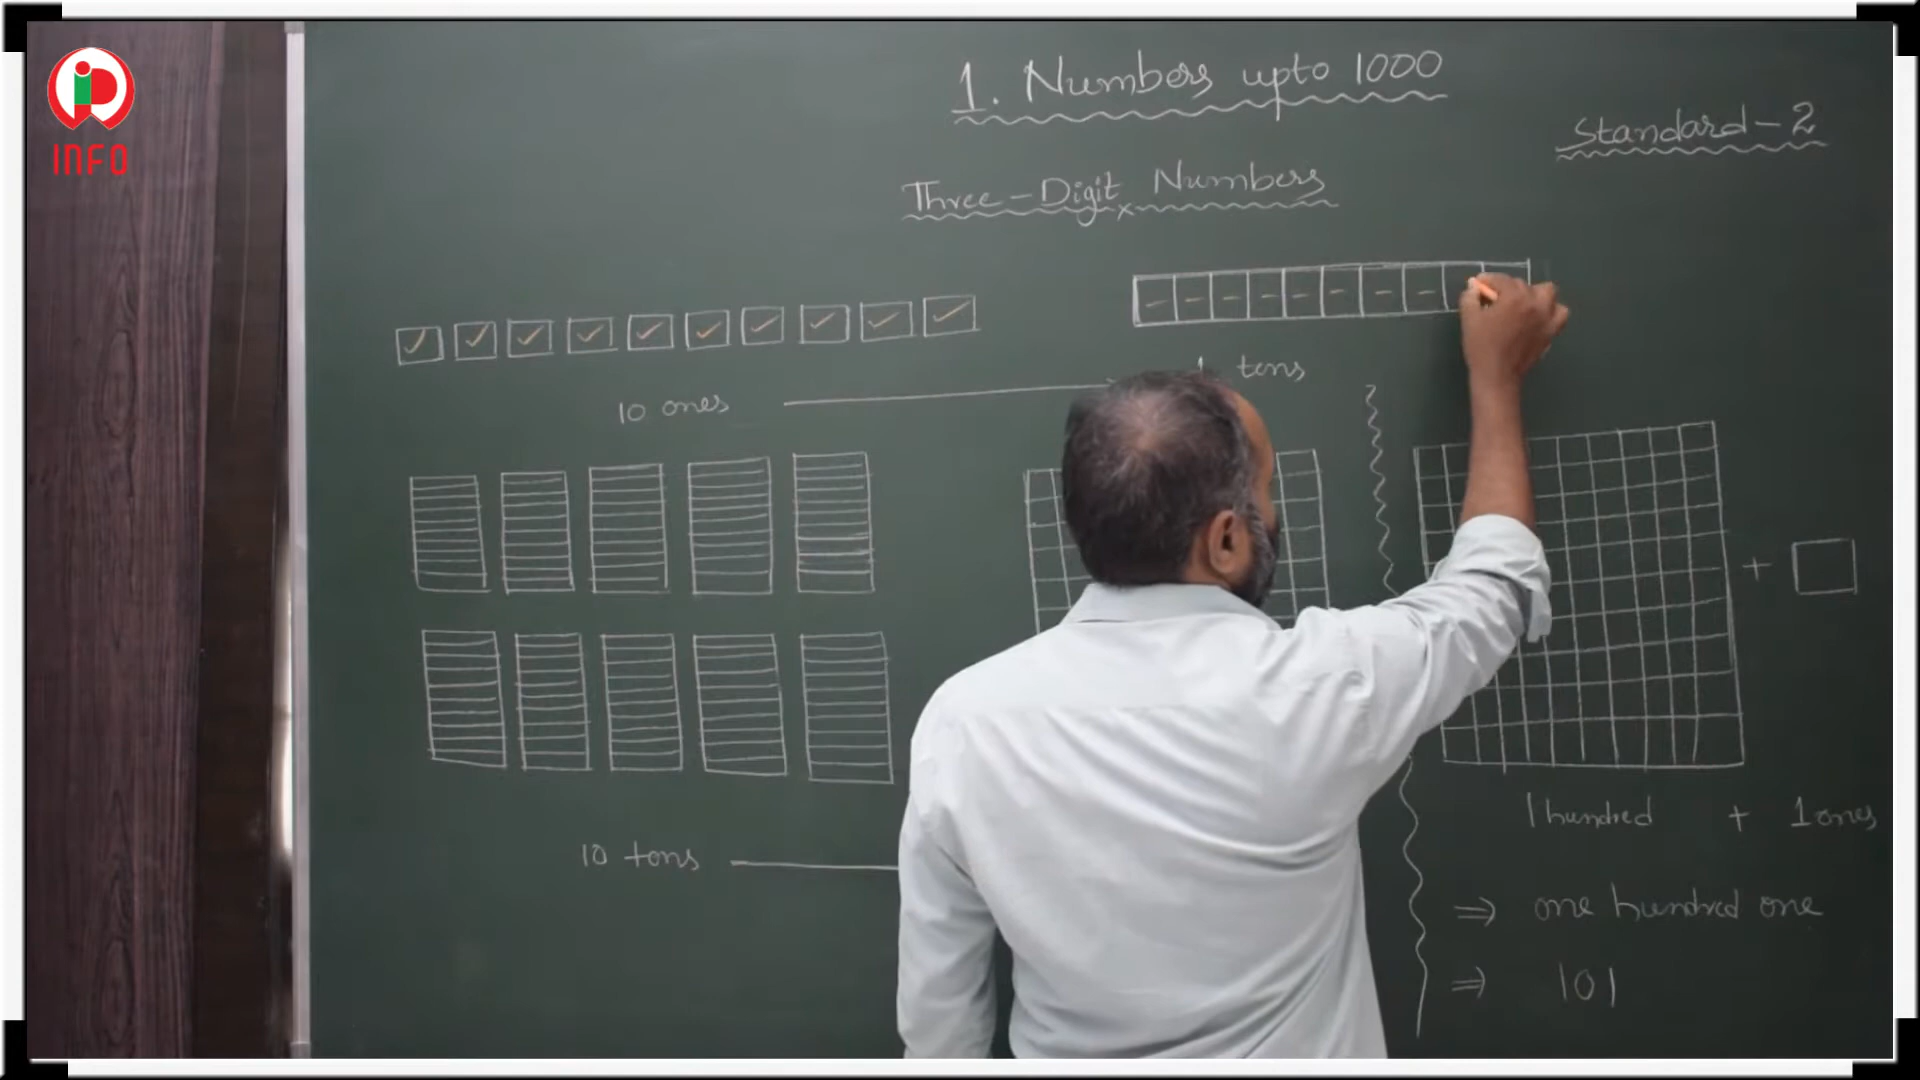 INFO
1. Numbers upto 1000
Standard - 2
Three - Digit Numbers
10 ones
tens
10 tens
1 hundred + 1 ones
⇒ one hundred one
⇒ 101